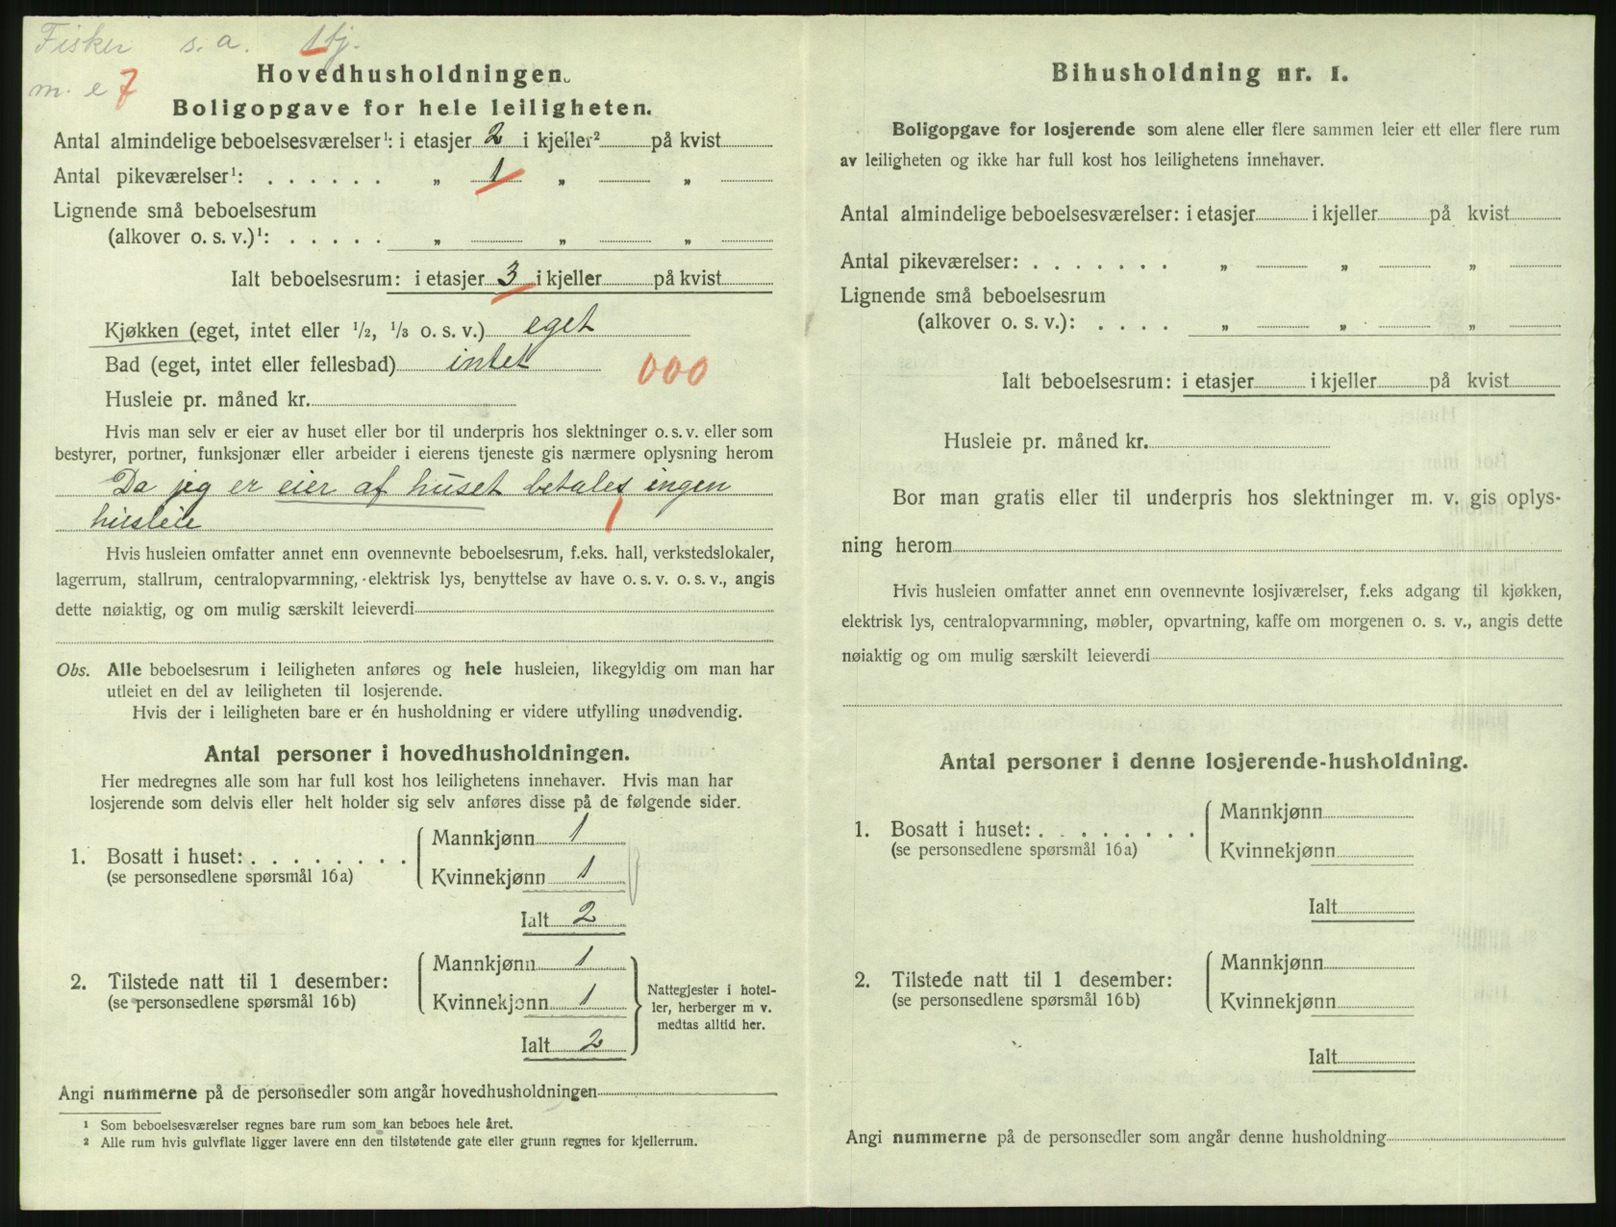 Fisker s. a. 1 fj.
m. e 7
Hovedhusholdningen.
Boligopgave for hele leiligheten.
Antal almindelige beboelsesværelser¹: i etasjer 2 i kjeller² på kvist
Antal pikeværelser¹: . . . . . . „ 1 „ „
Lignende små beboelsesrum
(alkover o. s. v.)¹: . . . . . „ „ „
Ialt beboelsesrum: i etasjer 3 i kjeller på kvist
Kjøkken (eget, intet eller ¹/₂, ¹/₃ o. s. v.) eget
Bad (eget, intet eller fellesbad) intet 000
Husleie pr. måned kr.
Hvis man selv er eier av huset eller bor til underpris hos slektninger o. s. v. eller som
bestyrer, portner, funksjonær eller arbeider i eierens tjeneste gis nærmere oplysning herom
Da jeg er eier af huset betales ingen
husleie 1
Hvis husleien omfatter annet enn ovennevnte beboelsesrum, f.eks. hall, verkstedslokaler,
lagerrum, stallrum, centralopvarmning, elektrisk lys, benyttelse av have o. s. v. o. s. v., angis
dette nøiaktig, og om mulig særskilt leieverdi
Obs. Alle beboelsesrum i leiligheten anføres og hele husleien, likegyldig om man har
utleiet en del av leiligheten til losjerende.
Hvis der i leiligheten bare er én husholdning er videre utfylling unødvendig.
Antal personer i hovedhusholdningen.
Her medregnes alle som har full kost hos leilighetens innehaver. Hvis man har
losjerende som delvis eller helt holder sig selv anføres disse på de følgende sider.
Mannkjønn 1
1. Bosatt i huset: . . . . . . . .
(se personsedlene spørsmål 16a)
Kvinnekjønn 1
Ialt 2
Mannkjønn 1
2. Tilstede natt til 1 desember:
(se personsedlene spørsmål 16b)
Kvinnekjønn 1
Ialt 2
Nattegjester i hotel-
ler, herberger m v.
medtas alltid her.
Angi nummerne på de personsedler som angår hovedhusholdningen
¹ Som beboelsesværelser regnes bare rum som kan beboes hele året.
² Alle rum hvis gulvflate ligger lavere enn den tilstøtende gate eller grunn regnes for kjellerrum.
Bihusholdning nr. 1.
Boligopgave for losjerende som alene eller flere sammen leier ett eller flere rum
av leiligheten og ikke har full kost hos leilighetens innehaver.
Antal almindelige beboelsesværelser: i etasjer i kjeller på kvist
Antal pikeværelser: . . . . . . . „ „ „
Lignende små beboelsesrum
(alkover o. s. v.): . . . . „ „ „
Ialt beboelsesrum: i etasjer i kjeller på kvist
Husleie pr. måned kr.
Bor man gratis eller til underpris hos slektninger m. v. gis oplys-
ning herom
Hvis husleien omfatter annet enn ovennevnte losjiværelser, f.eks adgang til kjøkken,
elektrisk lys, centralopvarmning, møbler, opvartning, kaffe om morgenen o. s. v., angis dette
nøiaktig og om mulig særskilt leieverdi
Antal personer i denne losjerende-husholdning.
Mannkjønn
1. Bosatt i huset: . . . . . . . .
(se personsedlene spørsmål 16a)
Kvinnekjønn
Ialt
Mannkjønn
2. Tilstede natt til 1 desember:
(se personsedlene spørsmål 16b)
Kvinnekjønn
Ialt
Angi nummerne på de personsedler som angår denne husholdning